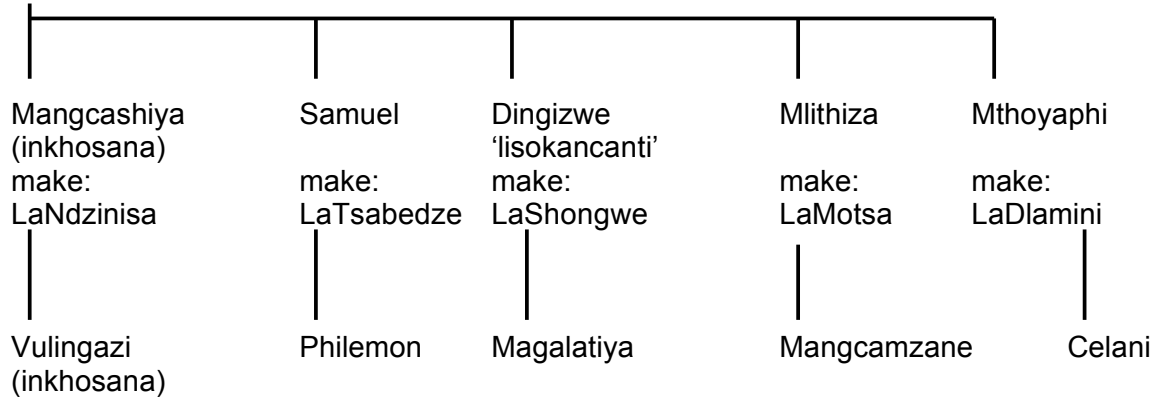 Mangcashiya Samuel Dingizwe Mlithiza Mthoyaphi
(inkhosana) ‘lisokancanti’
make: make: make: make: make:
LaNdzinisa LaTsabedze LaShongwe LaMotsa LaDlamini
Vulingazi Philemon Magalatiya Mangcamzane Celani
(inkhosana)